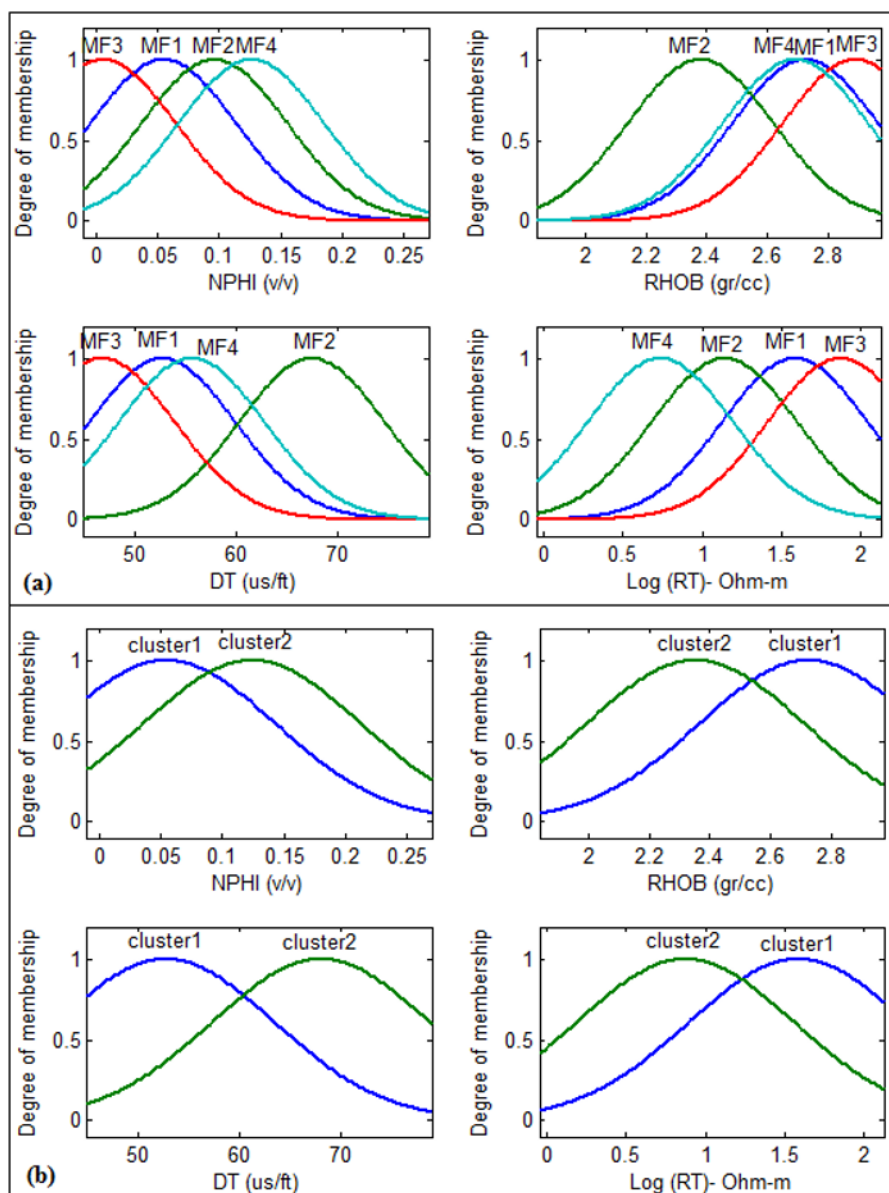 MF3 MF1 MF2 MF4
1
0.5
0
Degree of membership
0 0.05 0.1 0.15 0.2 0.25
NPHI (v/v)
MF2 MF4 MF1 MF3
1
0.5
0
Degree of membership
2 2.2 2.4 2.6 2.8
RHOB (gr/cc)
MF3 MF1 MF4 MF2
1
0.5
0
Degree of membership
50 60 70
DT (us/ft)
MF4 MF2 MF1 MF3
1
0.5
0
Degree of membership
0 0.5 1 1.5 2
Log (RT)- Ohm-m
(a)
cluster1 cluster2
1
0.5
0
Degree of membership
0 0.05 0.1 0.15 0.2 0.25
NPHI (v/v)
cluster2 cluster1
1
0.5
0
Degree of membership
2 2.2 2.4 2.6 2.8
RHOB (gr/cc)
cluster1 cluster2
1
0.5
0
Degree of membership
50 60 70
DT (us/ft)
cluster2 cluster1
1
0.5
0
Degree of membership
0 0.5 1 1.5 2
Log (RT)- Ohm-m
(b)